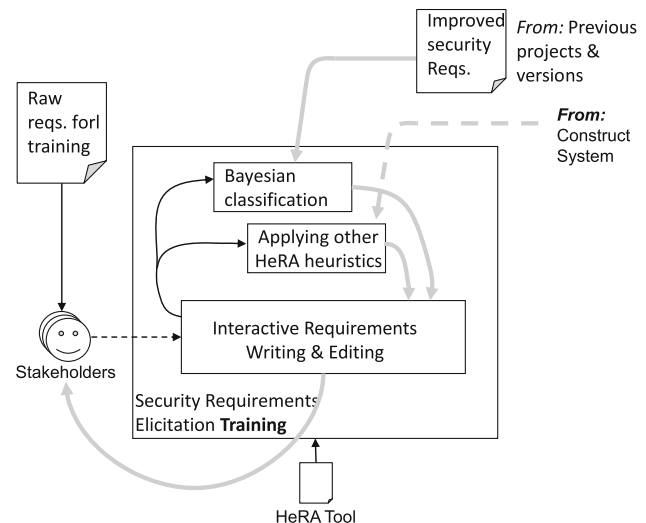 Improved
security
Reqs.
From: Previous
projects &
versions
Raw
reqs. forl
training
From:
Construct
System
Bayesian
classification
Applying other
HeRA heuristics
Interactive Requirements
Writing & Editing
Stakeholders
Security Requirements
Elicitation Training
HeRA Tool